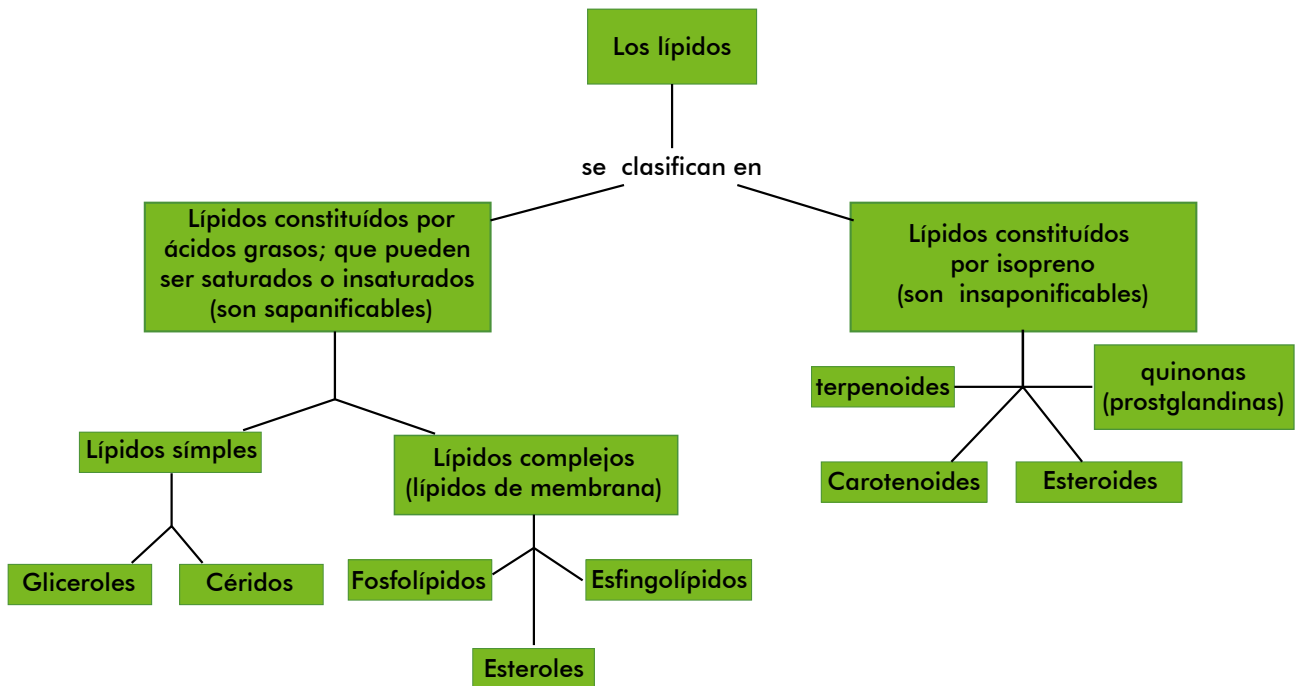 Los lípidos
se clasifican en
Lípidos constituídos por
ácidos grasos; que pueden
ser saturados o insaturados
(son sapanificables)
Lípidos constituídos
por isopreno
(son insaponificables)
terpenoides
quinonas
(prostglandinas)
Carotenoides
Esteroides
Lípidos símples
Lípidos complejos
(lípidos de membrana)
Gliceroles
Céridos
Fosfolípidos
Esfingolípidos
Esteroles